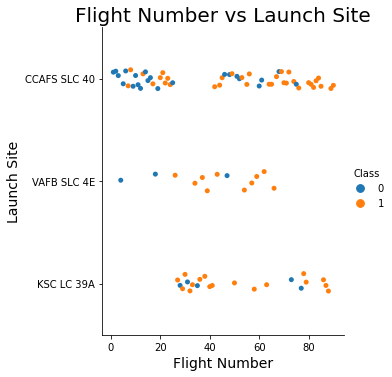 Flight Number vs Launch Site
CCAFS SLC 40
VAFB SLC 4E
KSC LC 39A
Launch Site
0 20 40 60 80
Flight Number
Class
0
1